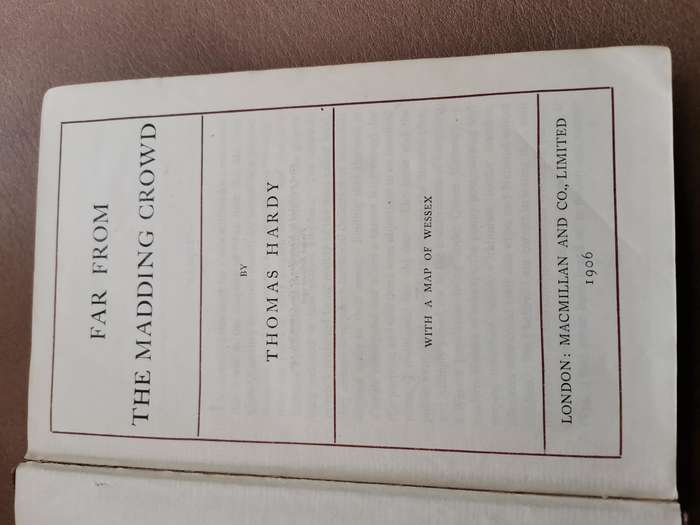 FAR FROM
THE MADDING CROWD
BY
THOMAS HARDY
WITH A MAP OF WESSEX
LONDON: MACMILLAN AND CO., LIMITED
1906